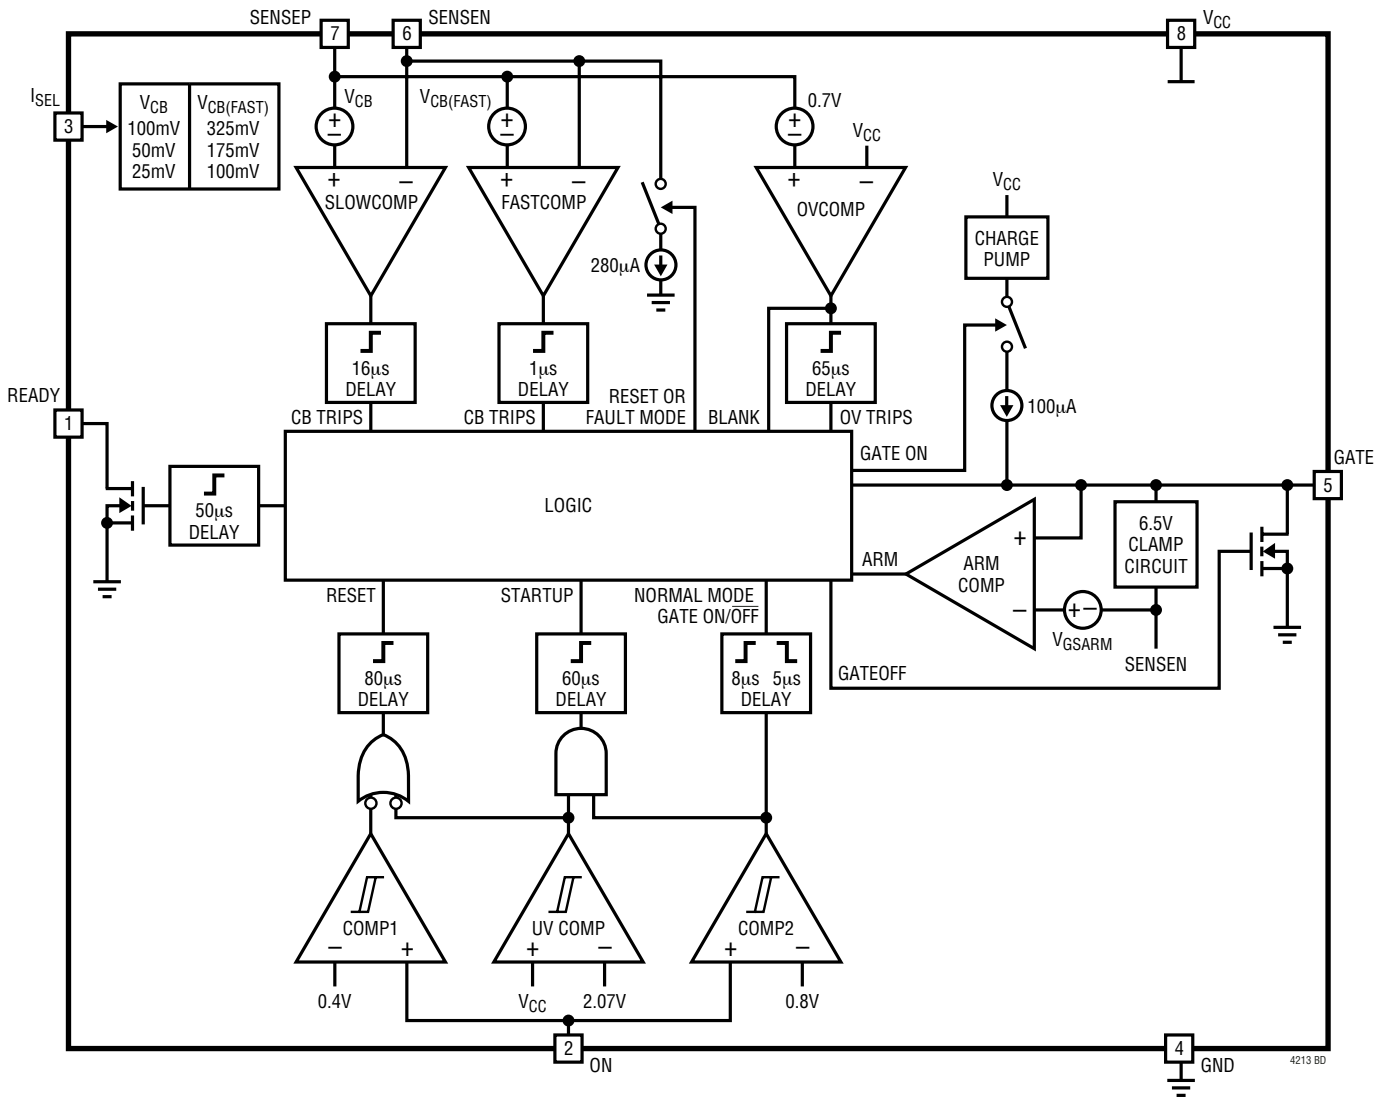 SENSEP
7
6
SENSEN
8
VCC
ISEL
3
VCB VCB(FAST)
100mV 325mV
50mV 175mV
25mV 100mV
VCB
+
–
VCB(FAST)
+
–
0.7V
+
–
VCC
+ –
SLOWCOMP
+ –
FASTCOMP
+ –
OVCOMP
VCC
CHARGE
PUMP
280µA
16µs
DELAY
1µs
DELAY
65µs
DELAY
100µA
READY
1
CB TRIPS
CB TRIPS
RESET OR
FAULT MODE
BLANK
OV TRIPS
GATE ON
GATE
5
LOGIC
50µs
DELAY
ARM
+
ARM
COMP
–
6.5V
CLAMP
CIRCUIT
+ –
VGSARM
SENSEN
RESET
STARTUP
NORMAL MODE
GATE ON/OFF
GATEOFF
80µs
DELAY
60µs
DELAY
8µs 5µs
DELAY
COMP1
– +
UV COMP
+ –
COMP2
+ –
0.4V
VCC
2.07V
0.8V
2
ON
4
GND
4213 BD